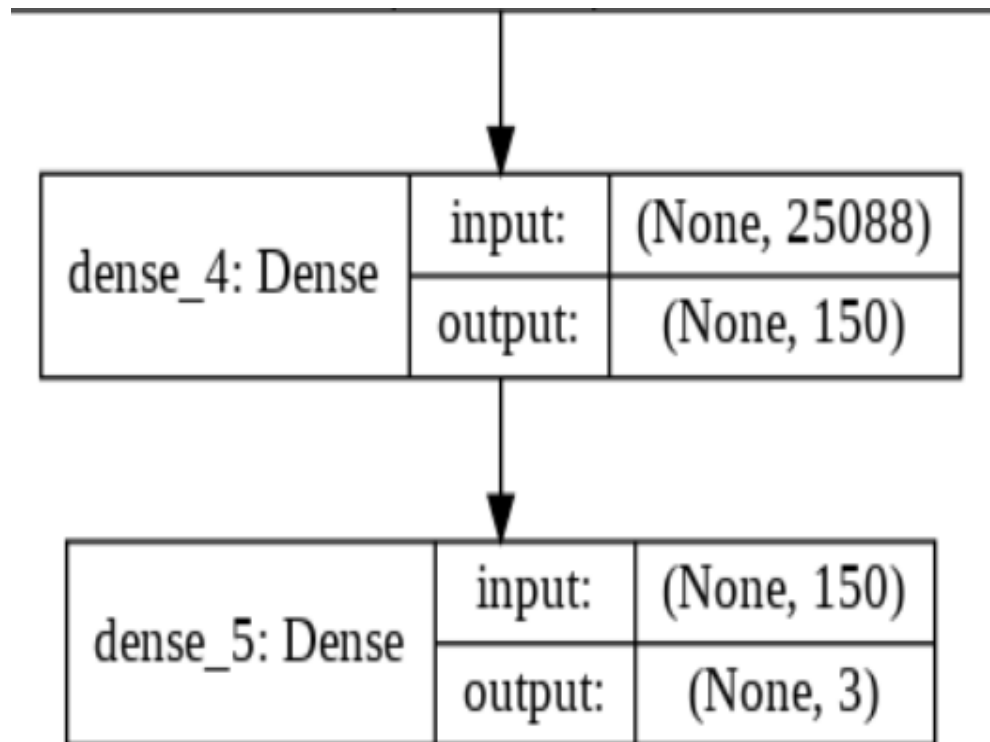 dense_4: Dense
input:
(None, 25088)
output:
(None, 150)
dense_5: Dense
input:
(None, 150)
output:
(None, 3)